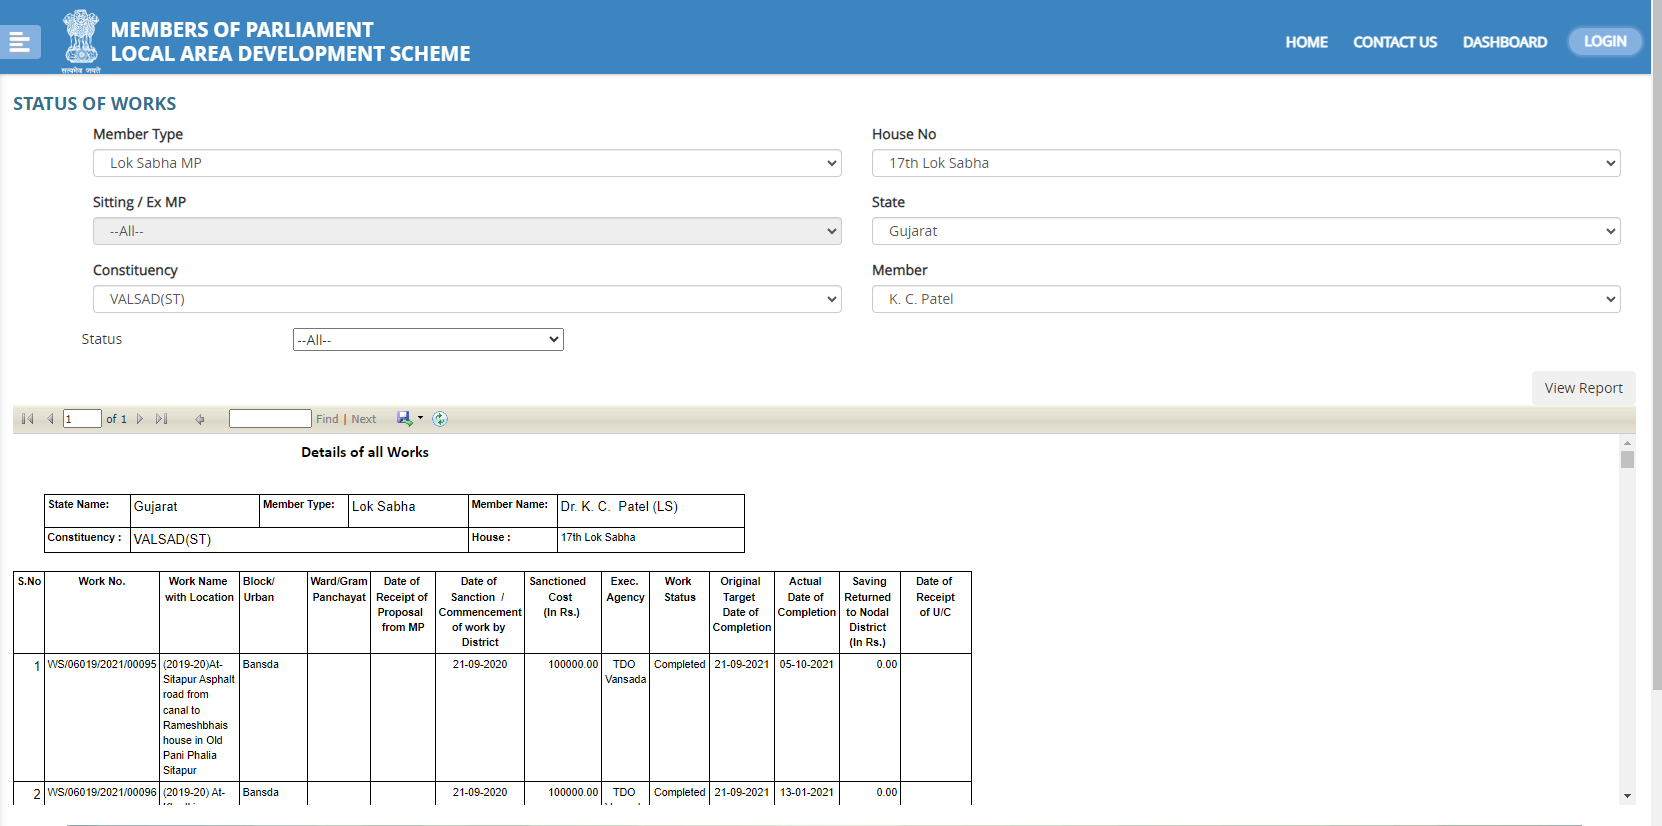 सत्यमेव जयते
MEMBERS OF PARLIAMENT
LOCAL AREA DEVELOPMENT SCHEME
HOME CONTACT US DASHBOARD LOGIN
STATUS OF WORKS
Member Type House No
Lok Sabha MP 17th Lok Sabha
Sitting / Ex MP State
--All-- Gujarat
Constituency Member
VALSAD(ST) K. C. Patel
Status --All--
View Report
1 of 1 Find | Next
Details of all Works
State Name: Gujarat Member Type: Lok Sabha Member Name: Dr. K. C. Patel (LS)
Constituency : VALSAD(ST) House : 17th Lok Sabha
S.No
Work No.
Work Name
with Location
Block/
Urban
Ward/Gram
Panchayat
Date of
Receipt of
Proposal
from MP
Date of
Sanction /
Commencement
of work by
District
Sanctioned
Cost
(In Rs.)
Exec.
Agency
Work
Status
Original
Target
Date of
Completion
Actual
Date of
Completion
Saving
Returned
to Nodal
District
(In Rs.)
Date of
Receipt
of U/C
1 WS/06019/2021/00095 (2019-20)At- Bansda 21-09-2020 100000.00 TDO Completed 21-09-2021 05-10-2021 0.00
Sitapur Asphalt Vansada
road from
canal to
Rameshbhais
house in Old
Pani Phalia
Sitapur
2 WS/06019/2021/00096 (2019-20) At- Bansda 21-09-2020 100000.00 TDO Completed 21-09-2021 13-01-2021 0.00